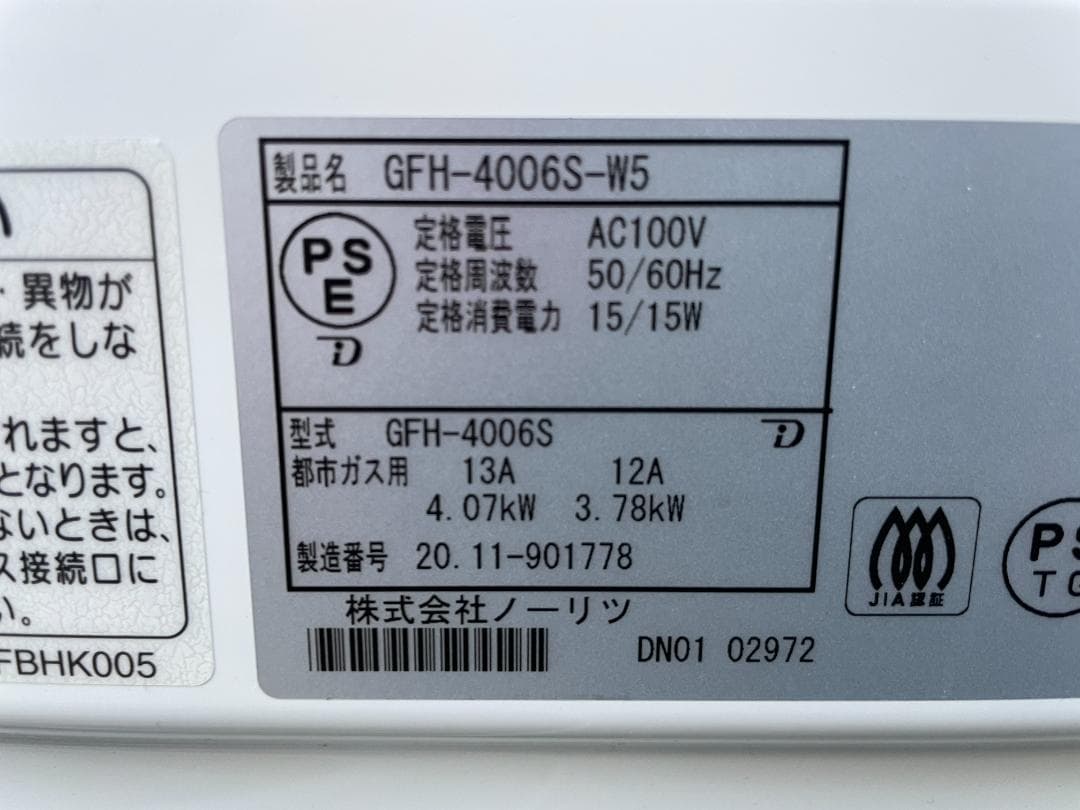 異物が
続をしな
れますと、
となります。
ないときは、
ス接続口に
い。
FBHK005
製品名 GFH-4006S-W5
PS
E
定格電圧 AC100V
定格周波数 50/60Hz
定格消費電力 15/15W
型式 GFH-4006S
都市ガス用 13A 12A
4.07kW 3.78kW
製造番号 20.11-901778
株式会社ノーリツ
DN01 02972
JIA認証
PS